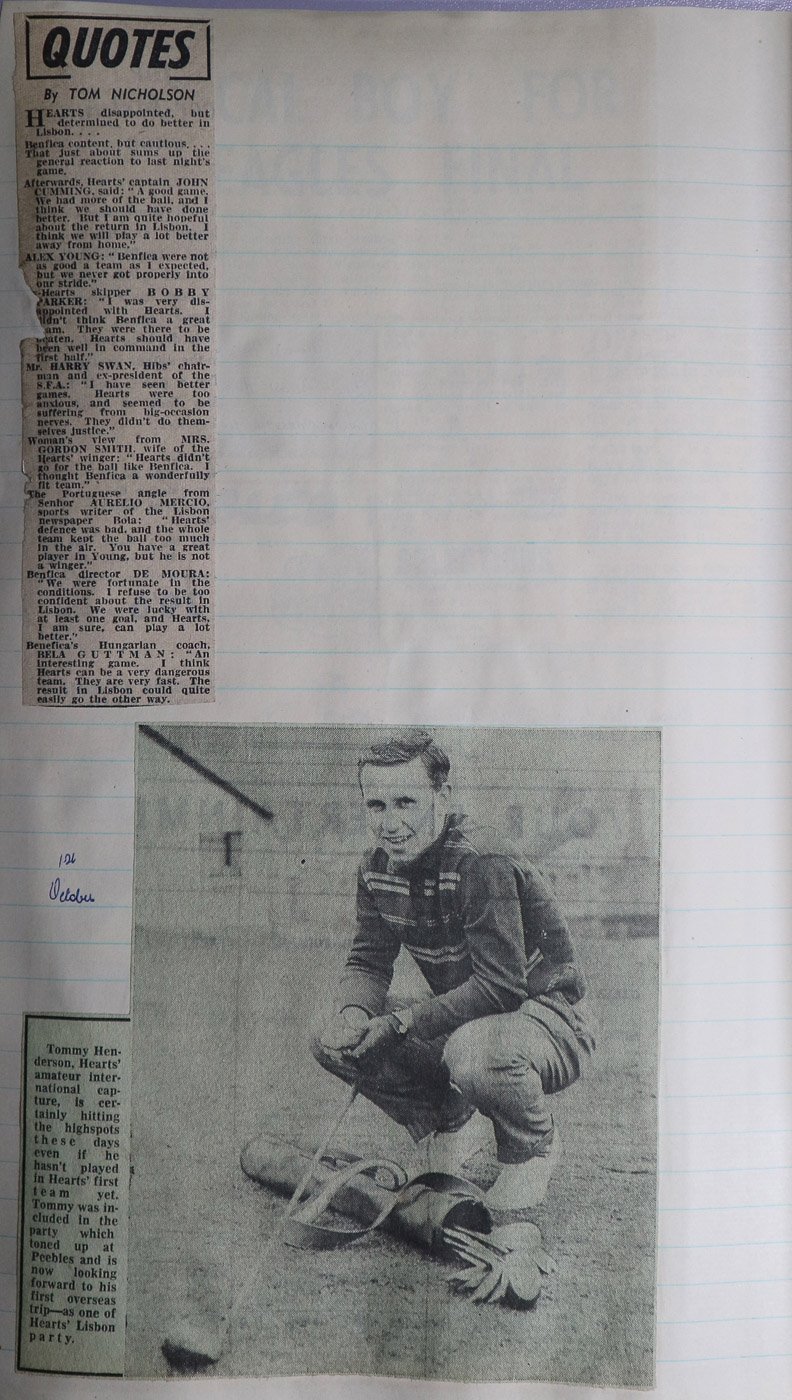 QUOTES
By TOM NICHOLSON
HEARTS disappointed, but
determined to do better in
Lisbon. . . .
Benfica content, but cautious. . . .
That just about sums up the
general reaction to last night's
game.
Afterwards, Hearts' captain JOHN
CUMMING, said: "A good game.
We had more of the ball, and I
think we should have done
better. But I am quite hopeful
about the return in Lisbon. I
think we will play a lot better
away from home."
ALEX YOUNG: "Benfica were not
as good a team as I expected,
but we never got properly into
our stride."
Hearts skipper BOBBY
PARKER: "I was very dis-
appointed with Hearts. I
didn't think Benfica a great
am. They were there to be
beaten. Hearts should have
been well in command in the
first half."
Mr. HARRY SWAN, Hibs' chair-
man and ex-president of the
S.F.A.: "I have seen better
games. Hearts were too
anxious, and seemed to be
suffering from big-occasion
nerves. They didn't do them-
selves justice."
Woman's view from MRS.
GORDON SMITH, wife of the
Hearts' winger: "Hearts didn't
go for the ball like Benfica. I
thought Benfica a wonderfully
fit team."
The Portuguese angle from
Senhor AURELIO MERCIO,
sports writer of the Lisbon
newspaper Bola: "Hearts'
defence was bad, and the whole
team kept the ball too much
in the air. You have a great
player in Young, but he is not
a winger."
Benfica director DE MOURA:
"We were fortunate in the
conditions. I refuse to be too
confident about the result in
Lisbon. We were lucky with
at least one goal, and Hearts,
I am sure, can play a lot
better."
Benefica's Hungarian coach,
BELA GUTTMAN: "An
interesting game. I think
Hearts can be a very dangerous
team. They are very fast. The
result in Lisbon could quite
easily go the other way.
October
Tommy Hen-
derson, Hearts'
amateur inter-
national cap-
ture, is cer-
tainly hitting
the highspots
these days
even if he
hasn't played
in Hearts' first
team yet.
Tommy was in-
cluded in the
party which
toned up at
Peebles and is
now looking
forward to his
first overseas
trip—as one of
Hearts' Lisbon
party.